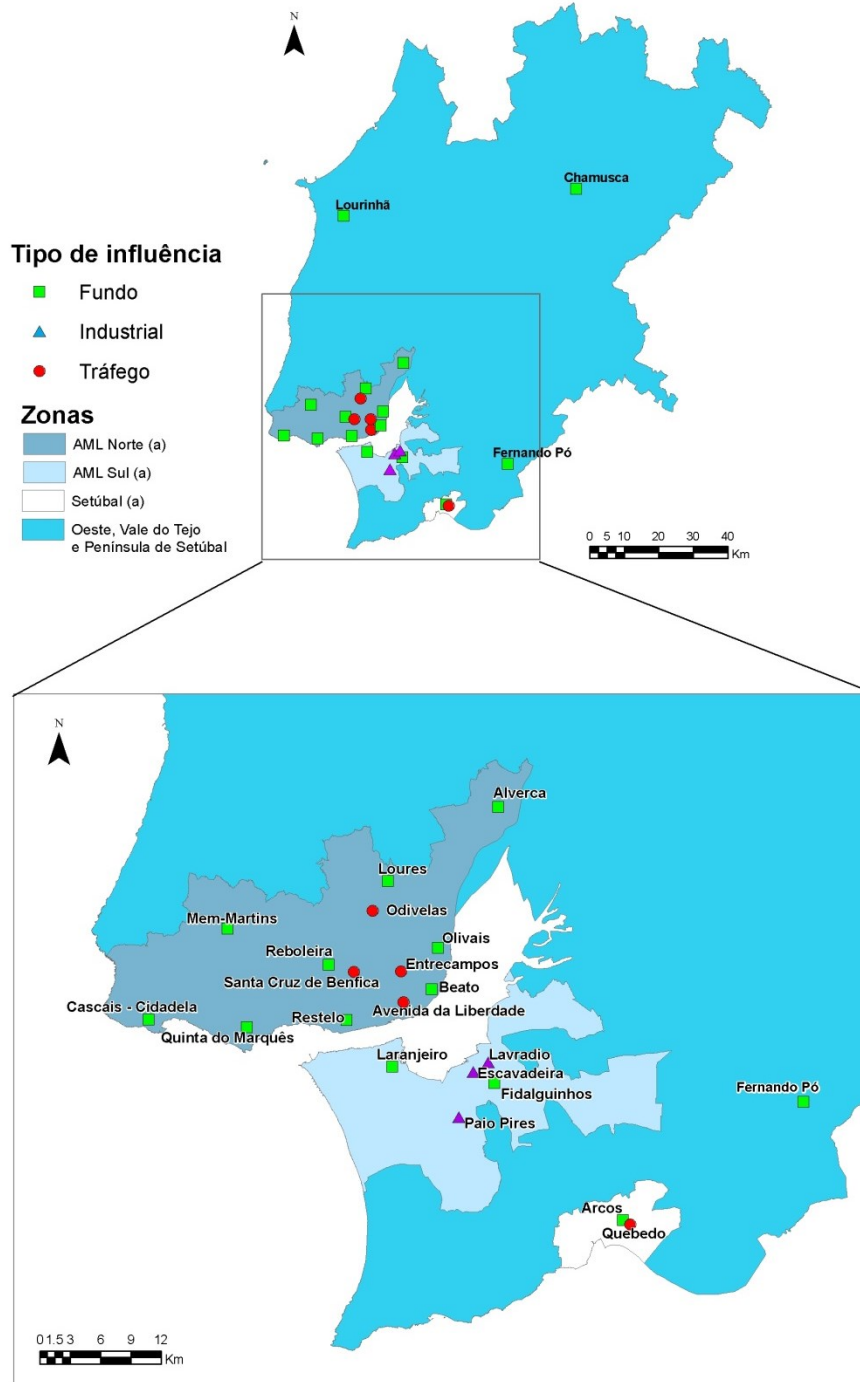 N
Chamusca
Lourinhã
Tipo de influência
Fundo
Industrial
Tráfego
Zonas
AML Norte (a)
AML Sul (a)
Setúbal (a)
Oeste, Vale do Tejo
e Península de Setúbal
Fernando Pó
0 5 10 20 30 40
Km
N
Alverca
Loures
Odivelas
Mem-Martins
Olivais
Reboleira
Entrecampos
Santa Cruz de Benfica
Beato
Cascais - Cidadela
Restelo
Avenida da Liberdade
Quinta do Marquês
Laranjeiro
Lavradio
Escavadeira
Fidalguinhos
Fernando Pó
Paio Pires
Arcos
Quebedo
0 1.5 3 6 9 12
Km